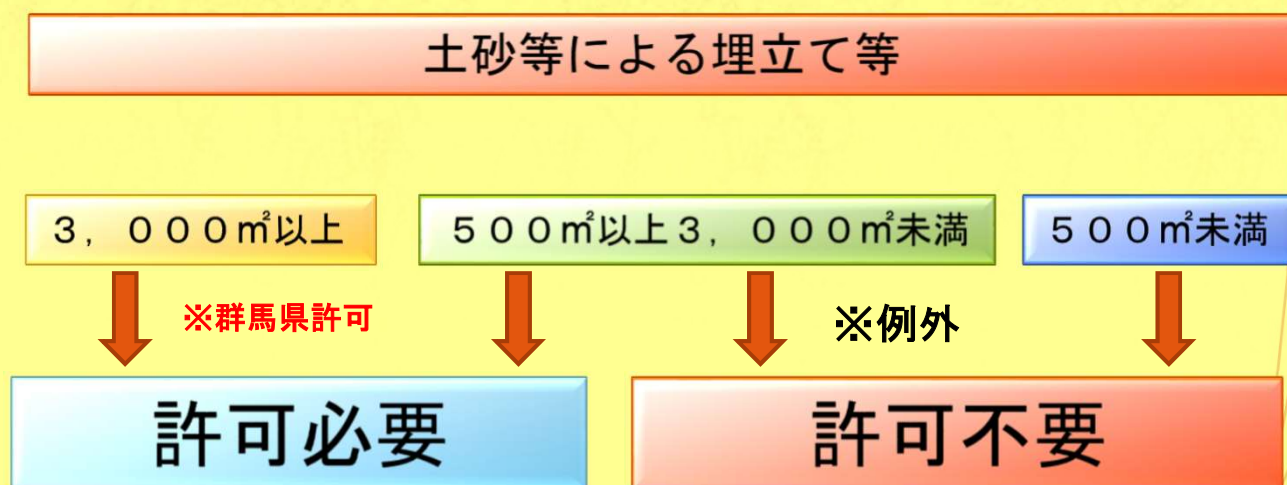 土砂等による埋立て等
３，０００㎡以上
５００㎡以上３，０００㎡未満
５００㎡未満
※群馬県許可
※例外
許可必要
許可不要